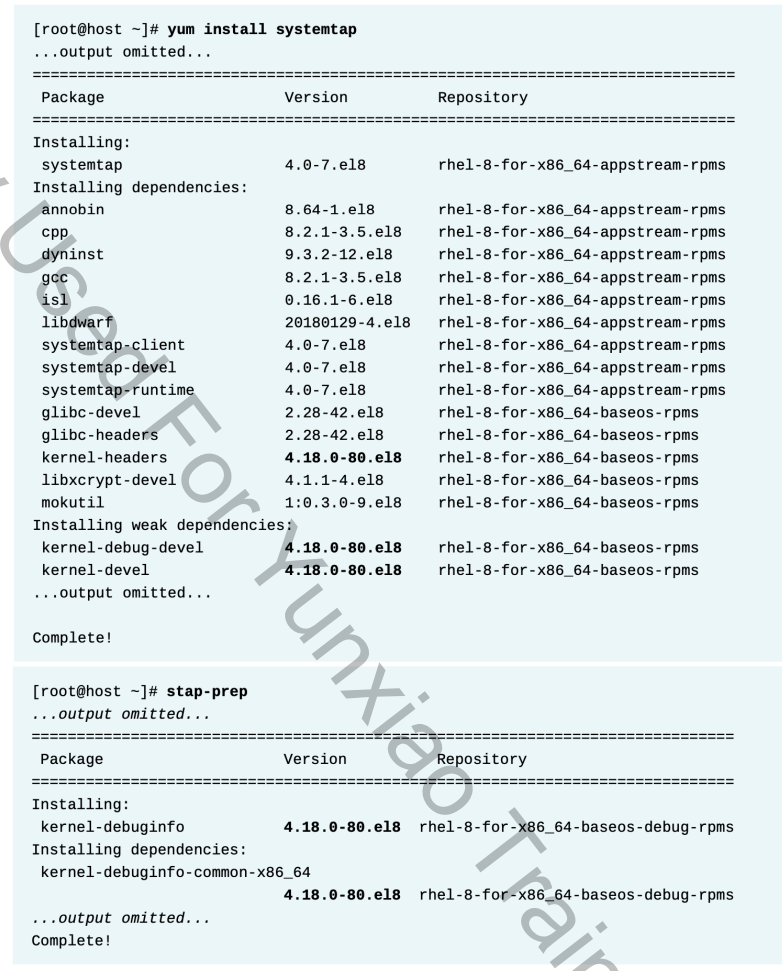 [root@host ~]# yum install systemtap
...output omitted...
================================================================================
Package Version Repository
================================================================================
Installing:
systemtap 4.0-7.el8 rhel-8-for-x86_64-appstream-rpms
Installing dependencies:
annobin 8.64-1.el8 rhel-8-for-x86_64-appstream-rpms
cpp 8.2.1-3.5.el8 rhel-8-for-x86_64-appstream-rpms
dyninst 9.3.2-12.el8 rhel-8-for-x86_64-appstream-rpms
gcc 8.2.1-3.5.el8 rhel-8-for-x86_64-appstream-rpms
isl 0.16.1-6.el8 rhel-8-for-x86_64-appstream-rpms
libdwarf 20180129-4.el8 rhel-8-for-x86_64-appstream-rpms
systemtap-client 4.0-7.el8 rhel-8-for-x86_64-appstream-rpms
systemtap-devel 4.0-7.el8 rhel-8-for-x86_64-appstream-rpms
systemtap-runtime 4.0-7.el8 rhel-8-for-x86_64-appstream-rpms
glibc-devel 2.28-42.el8 rhel-8-for-x86_64-baseos-rpms
glibc-headers 2.28-42.el8 rhel-8-for-x86_64-baseos-rpms
kernel-headers 4.18.0-80.el8 rhel-8-for-x86_64-baseos-rpms
libxcrypt-devel 4.1.1-4.el8 rhel-8-for-x86_64-baseos-rpms
mokutil 1:0.3.0-9.el8 rhel-8-for-x86_64-baseos-rpms
Installing weak dependencies:
kernel-debug-devel 4.18.0-80.el8 rhel-8-for-x86_64-baseos-rpms
kernel-devel 4.18.0-80.el8 rhel-8-for-x86_64-baseos-rpms
...output omitted...
Complete!
[root@host ~]# stap-prep
...output omitted...
================================================================================
Package Version Repository
================================================================================
Installing:
kernel-debuginfo 4.18.0-80.el8 rhel-8-for-x86_64-baseos-debug-rpms
Installing dependencies:
kernel-debuginfo-common-x86_64
4.18.0-80.el8 rhel-8-for-x86_64-baseos-debug-rpms
...output omitted...
Complete!
Used For Yunxiao